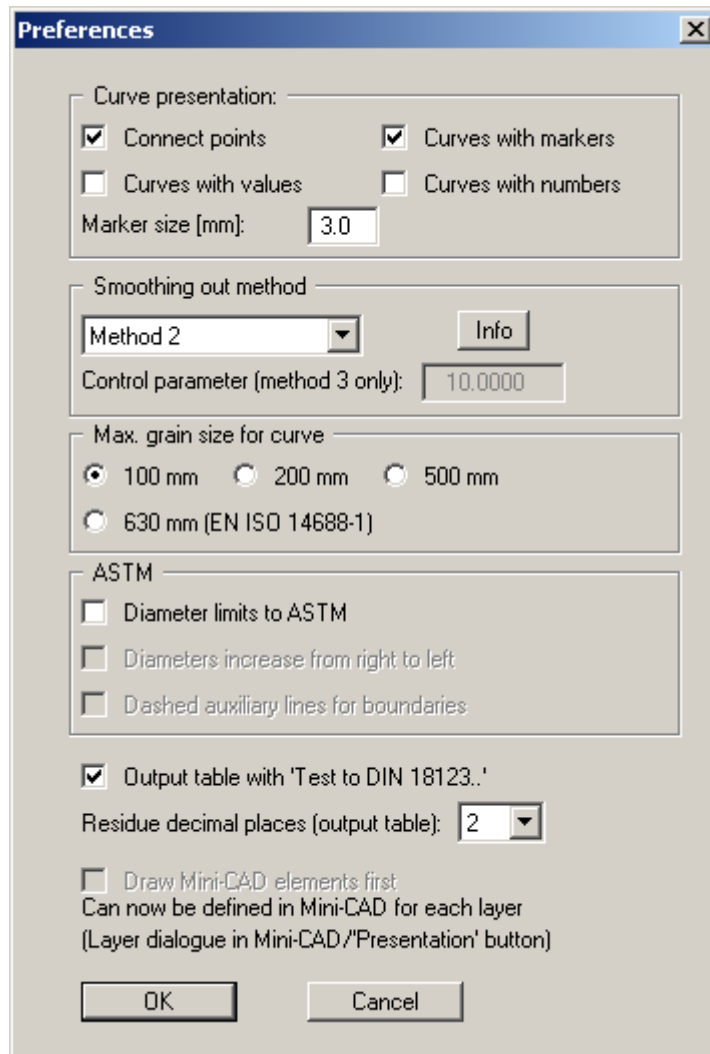 Preferences
Curve presentation:
Connect points Curves with markers
Curves with values Curves with numbers
Marker size [mm]: 3.0
Smoothing out method
Method 2 Info
Control parameter (method 3 only): 10.0000
Max. grain size for curve
100 mm 200 mm 500 mm
630 mm (EN ISO 14688-1)
ASTM
Diameter limits to ASTM
Diameters increase from right to left
Dashed auxiliary lines for boundaries
Output table with 'Test to DIN 18123..'
Residue decimal places (output table): 2
Draw Mini-CAD elements first
Can now be defined in Mini-CAD for each layer
(Layer dialogue in Mini-CAD/'Presentation' button)
OK Cancel